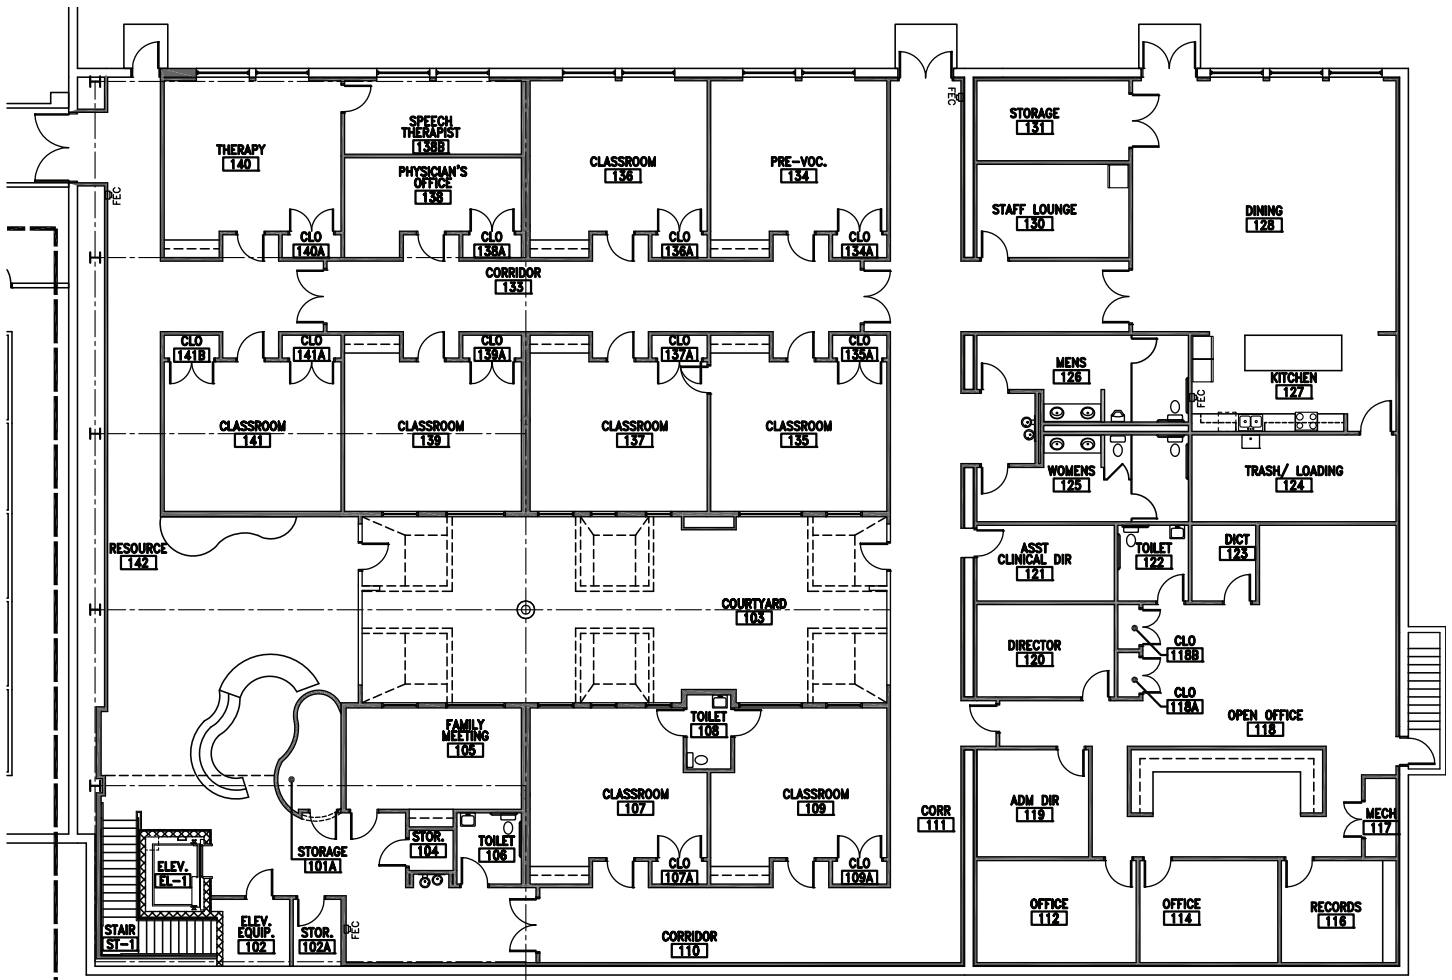 FEC
STORAGE
131
SPEECH
THERAPIST
138B
THERAPY
140
CLASSROOM
136
PRE-VOC.
134
PHYSICIAN'S
OFFICE
138
FEC
STAFF LOUNGE
130
DINING
128
CLO
140A
CLO
138A
CLO
136A
CLO
134A
CORRIDOR
133
CLO
141B
CLO
141A
CLO
139A
CLO
137A
CLO
135A
MENS
126
KITCHEN
127
FEC
CLASSROOM
141
CLASSROOM
139
CLASSROOM
137
CLASSROOM
135
WOMENS
125
TRASH/ LOADING
124
RESOURCE
142
ASST
CLINICAL DIR
121
TOILET
122
DICT
123
COURTYARD
103
DIRECTOR
120
CLO
118B
CLO
118A
OPEN OFFICE
118
FAMILY
MEETING
105
TOILET
108
CLASSROOM
107
CLASSROOM
109
CORR
111
ADM DIR
119
MECH
117
STORAGE
101A
STOR.
104
TOILET
106
CLO
107A
CLO
109A
ELEV.
EL-1
STAIR
ST-1
ELEV.
EQUIP.
102
STOR.
102A
FEC
CORRIDOR
110
OFFICE
112
OFFICE
114
RECORDS
116